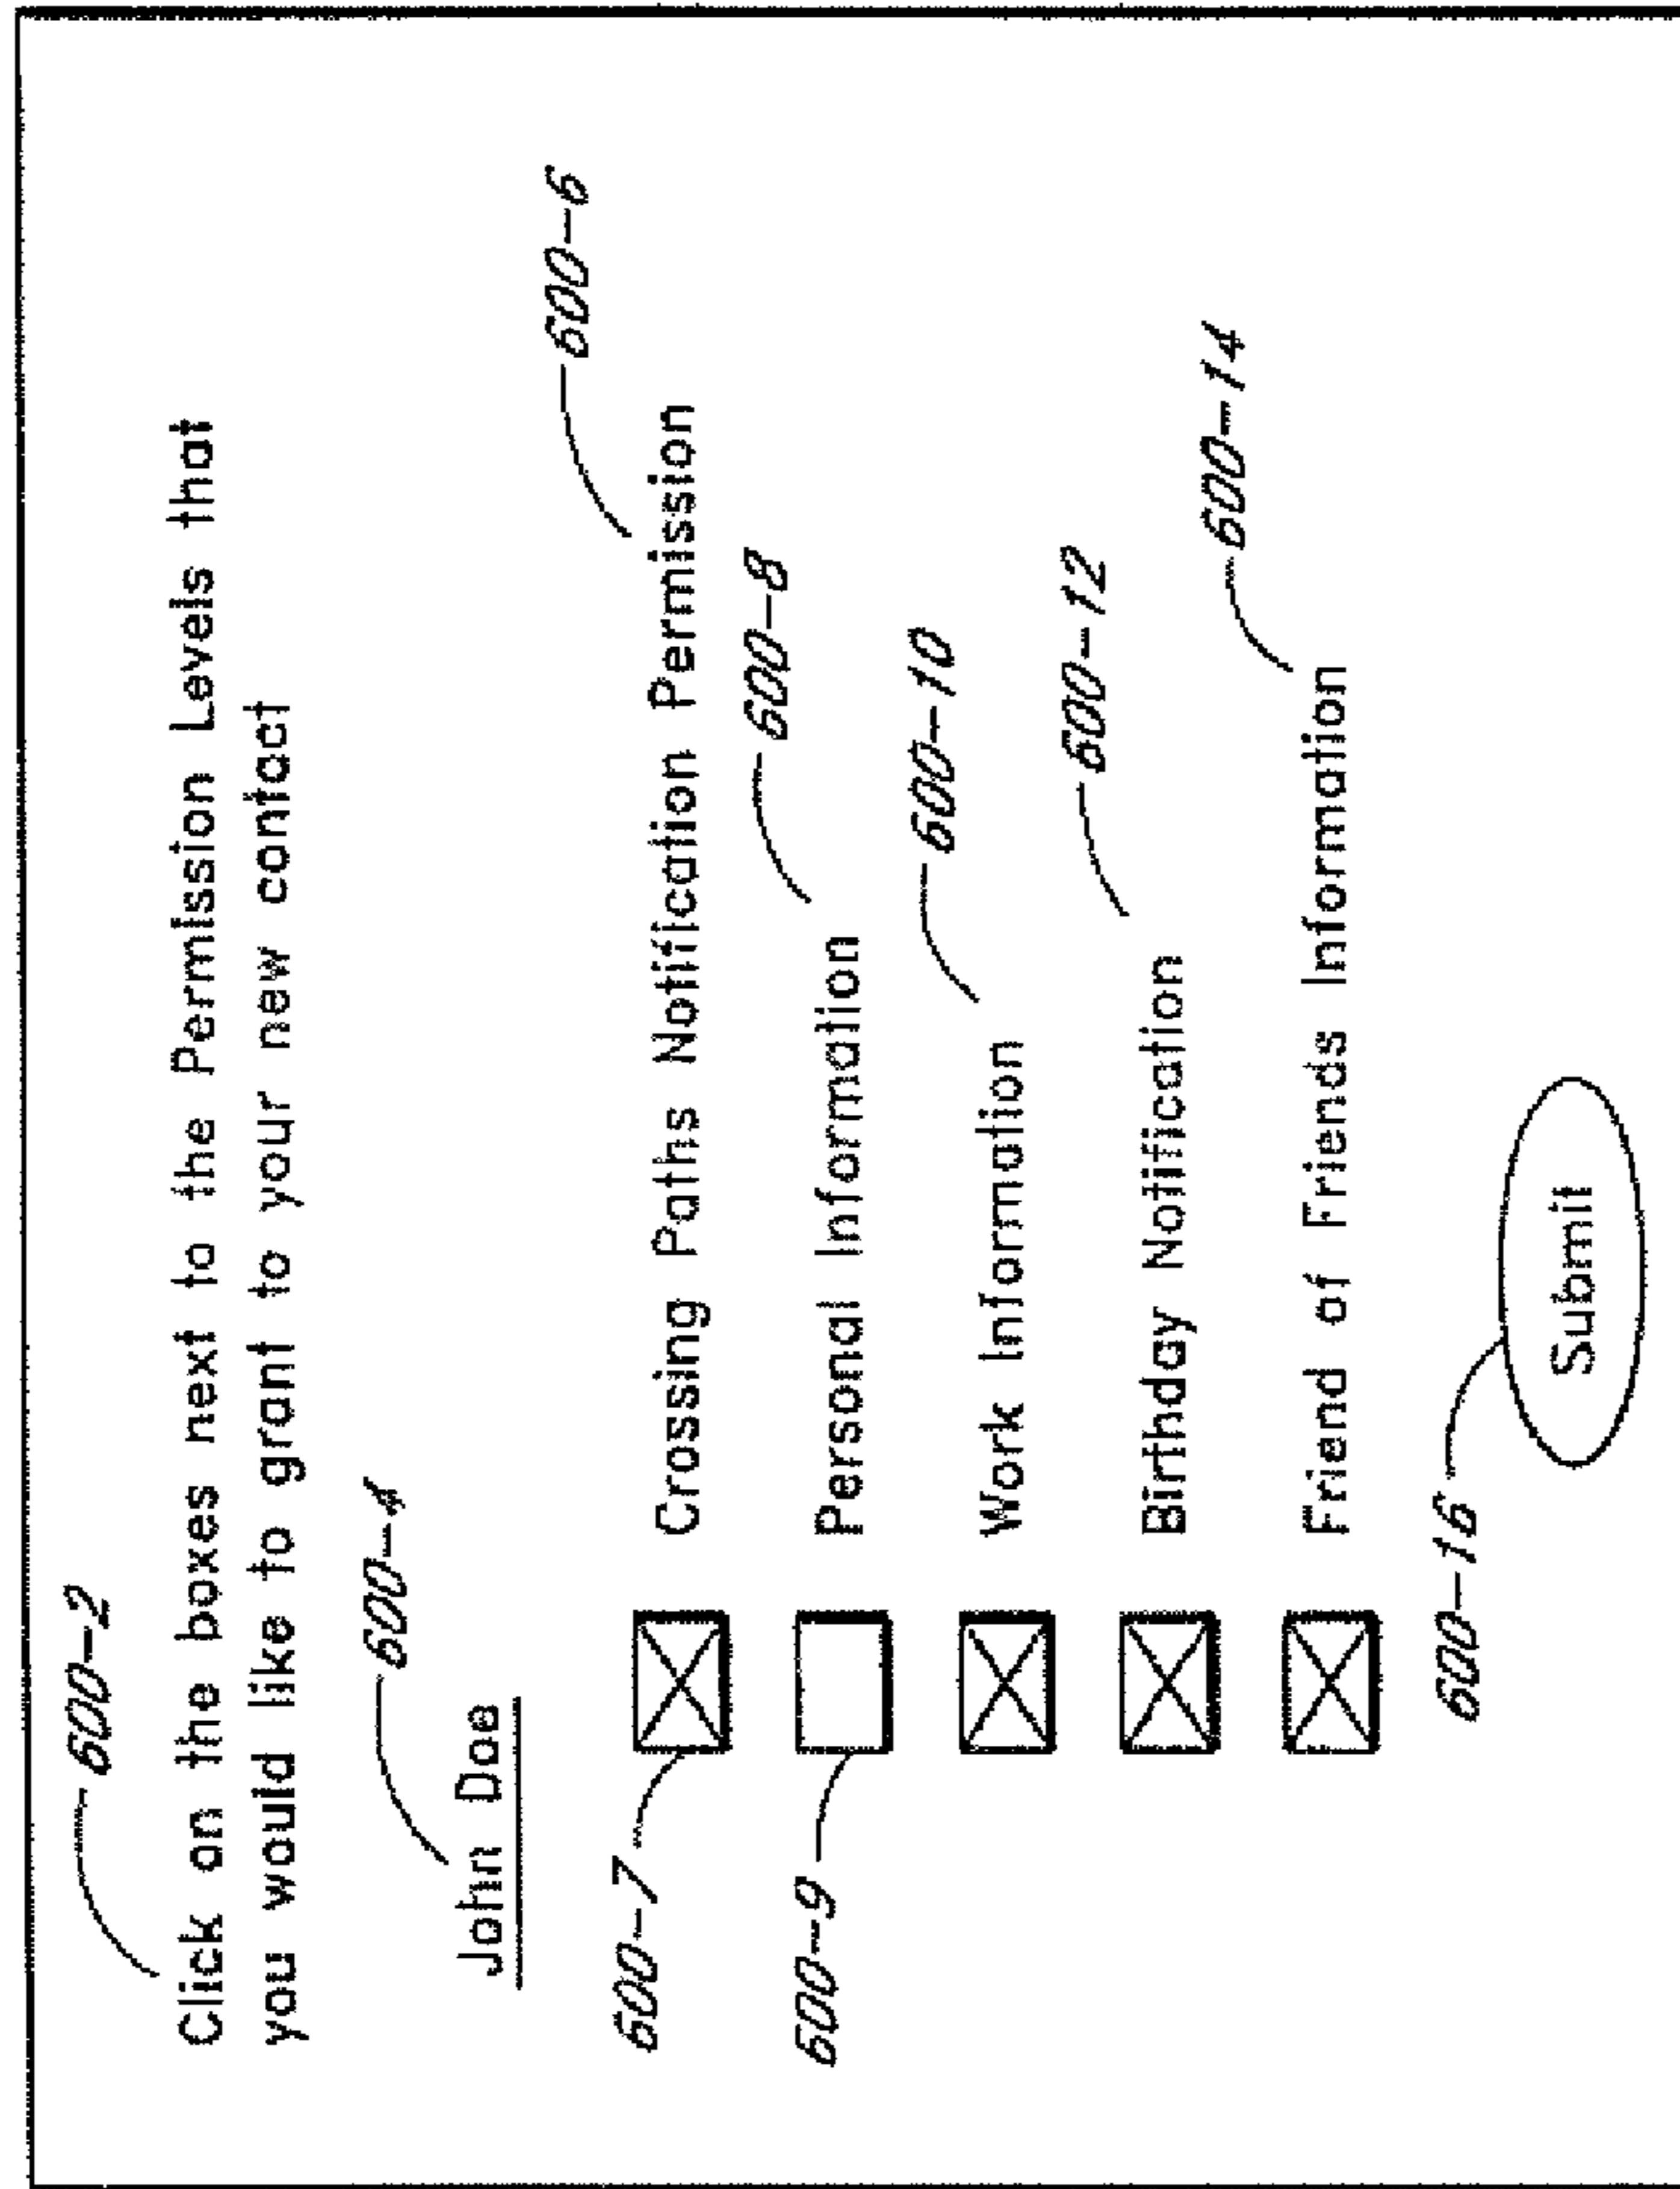 600-2
Click on the boxes next to the Permission Levels that
you would like to grant to your new contact
600-4
John Doe
600-6
600-7
Crossing Paths Notification Permission
600-8
600-9
Personal Information
600-10
Work Information
600-12
Birthday Notification
600-14
Friend of Friends Information
600-16
Submit